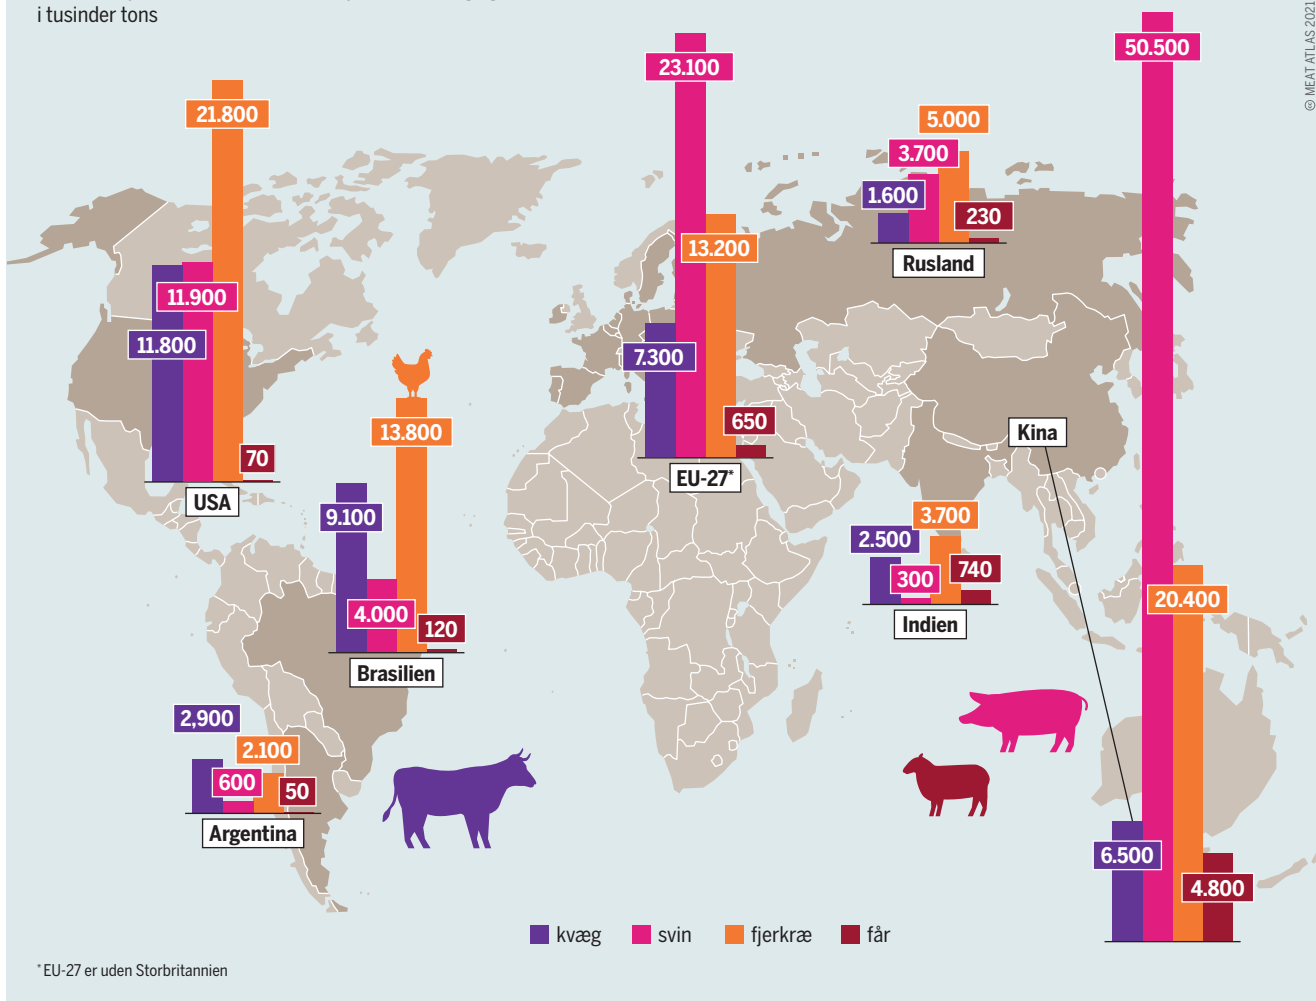 i tusinder tons
© MEAT ATLAS 2021
21.800
11.900
11.800
70
USA
13.800
9.100
4.000
120
Brasilien
2,900
2.100
600
50
Argentina
23.100
13.200
7.300
650
EU-27*
5.000
3.700
1.600
230
Rusland
3.700
2.500
300
740
Indien
Kina
50.500
20.400
6.500
4.800
kvæg
svin
fjerkræ
får
*EU-27 er uden Storbritannien